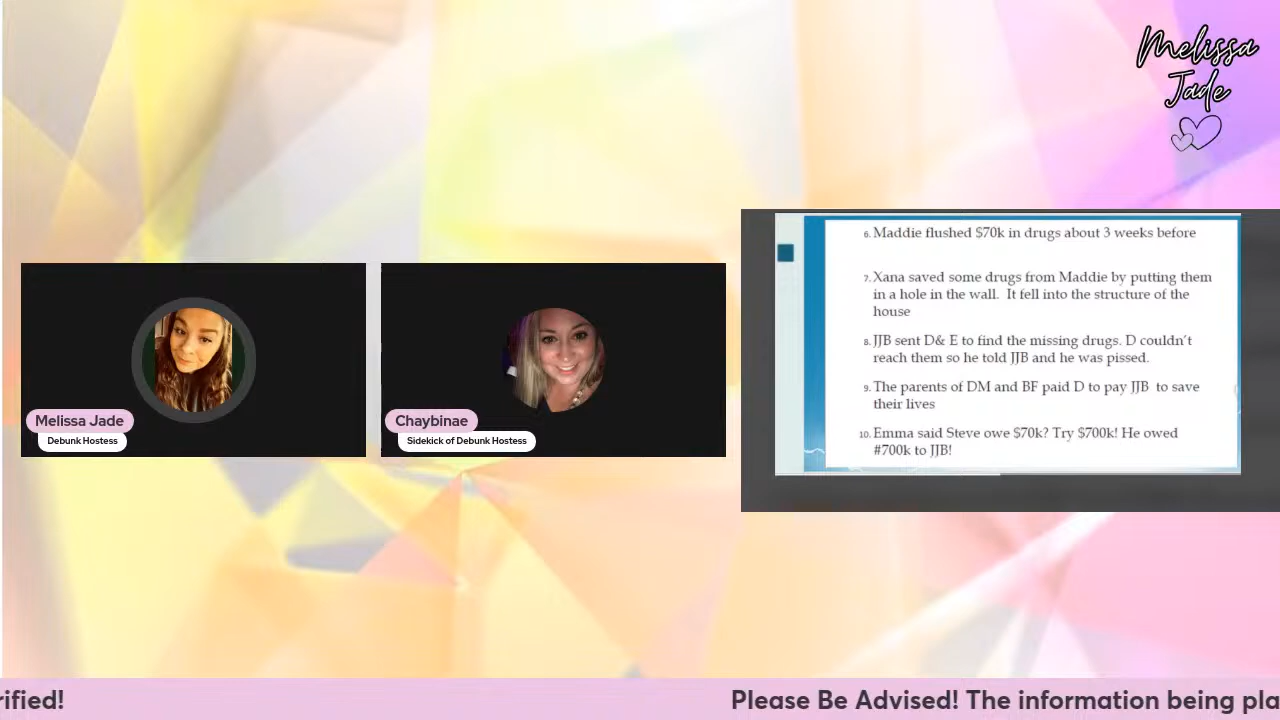 Melissa
Jade
6. Maddie flushed $70k in drugs about 3 weeks before
7. Xana saved some drugs from Maddie by putting them
in a hole in the wall. It fell into the structure of the
house
8. JJB sent D& E to find the missing drugs. D couldn't
reach them so he told JJB and he was pissed.
9. The parents of DM and BF paid D to pay JJB to save
their lives
10. Emma said Steve owe $70k? Try $700k! He owed
#700k to JJB!
Melissa Jade
Debunk Hostess
Chaybinae
Sidekick of Debunk Hostess
rified!
Please Be Advised! The information being pla